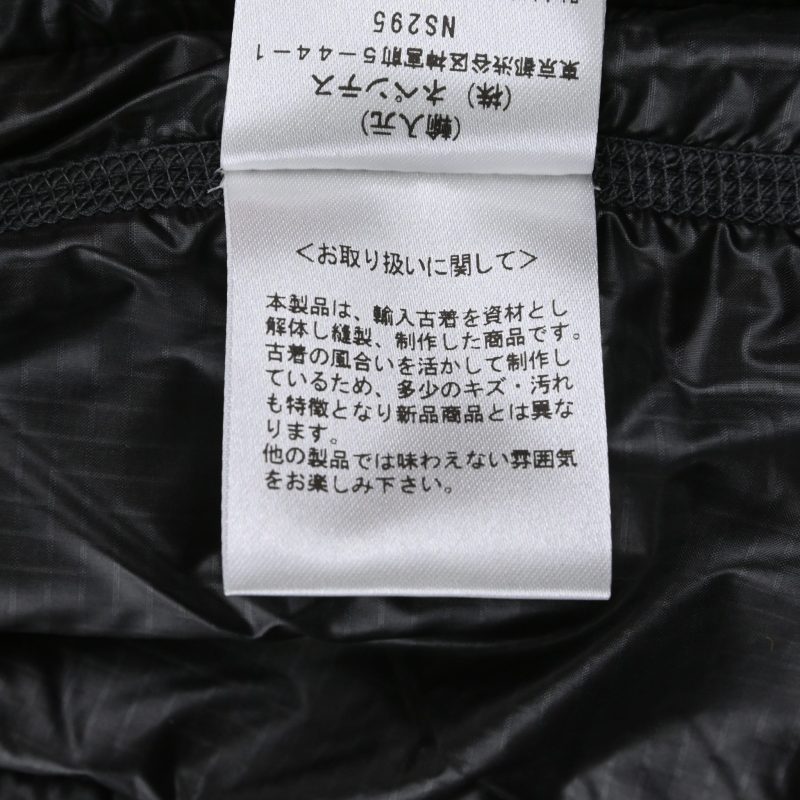 (輸入元)
(株)ネペンテス
東京都渋谷区神宮前5-44-1
NS295
<お取り扱いに関して>
本製品は、輸入古着を資材とし
解体し縫製、制作した商品です。
古着の風合いを活かして制作し
ているため、多少のキズ・汚れ
も特徴となり新品商品とは異な
ります。
他の製品では味わえない雰囲気
をお楽しみ下さい。